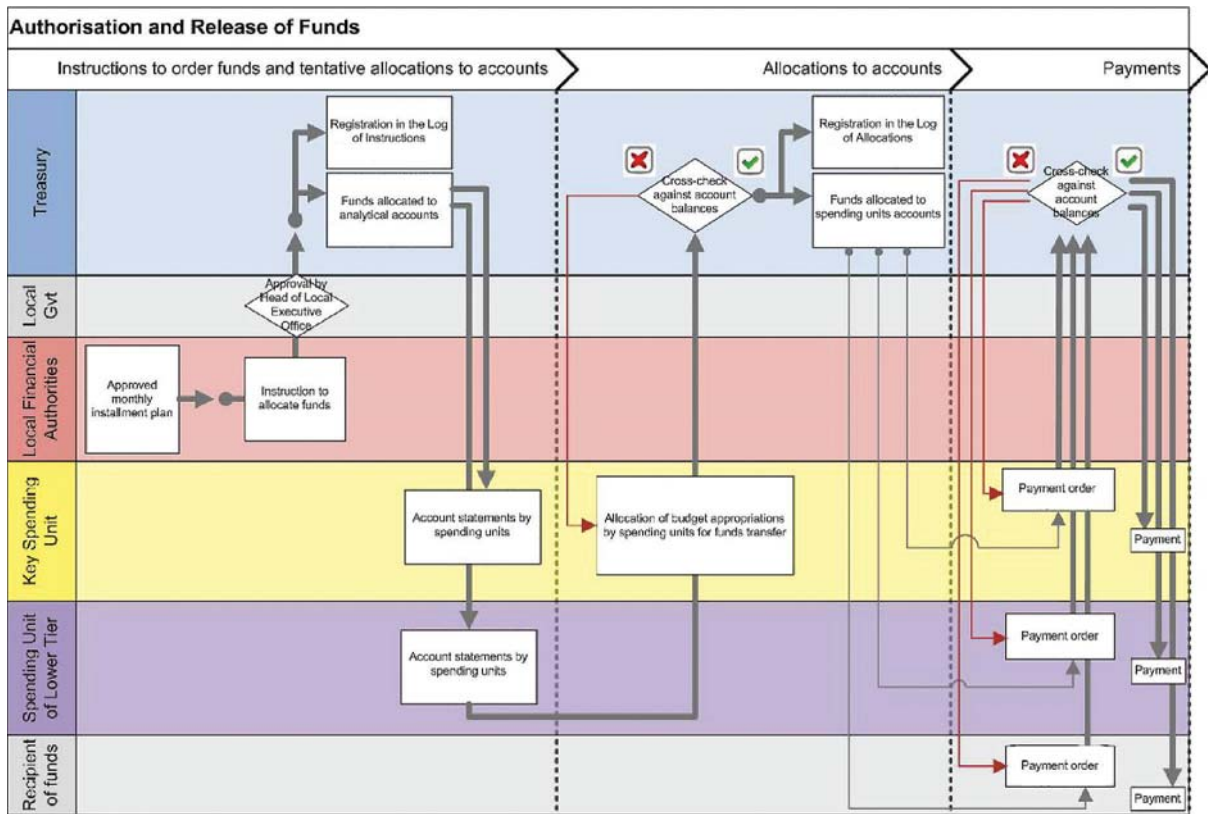 Authorisation and Release of Funds
Instructions to order funds and tentative allocations to accounts
Allocations to accounts
Payments
Treasury
Registration in the Log
of Instructions
Funds allocated to
analytical accounts
Cross-check
against account
balances
Registration in the Log
of Allocations
Funds allocated to
spending units accounts
Cross-check
against
account
balances
Local
Gvt
Approval by
Head of Local
Executive
Office
Local Financial
Authorities
Approved
monthly
installment plan
Instruction to
allocate funds
Key Spending
Unit
Account statements by
spending units
Allocation of budget appropriations
by spending units for funds transfer
Payment order
Payment
Spending Unit
of Lower Tier
Account statements by
spending units
Payment order
Payment
Recipient
of funds
Payment order
Payment